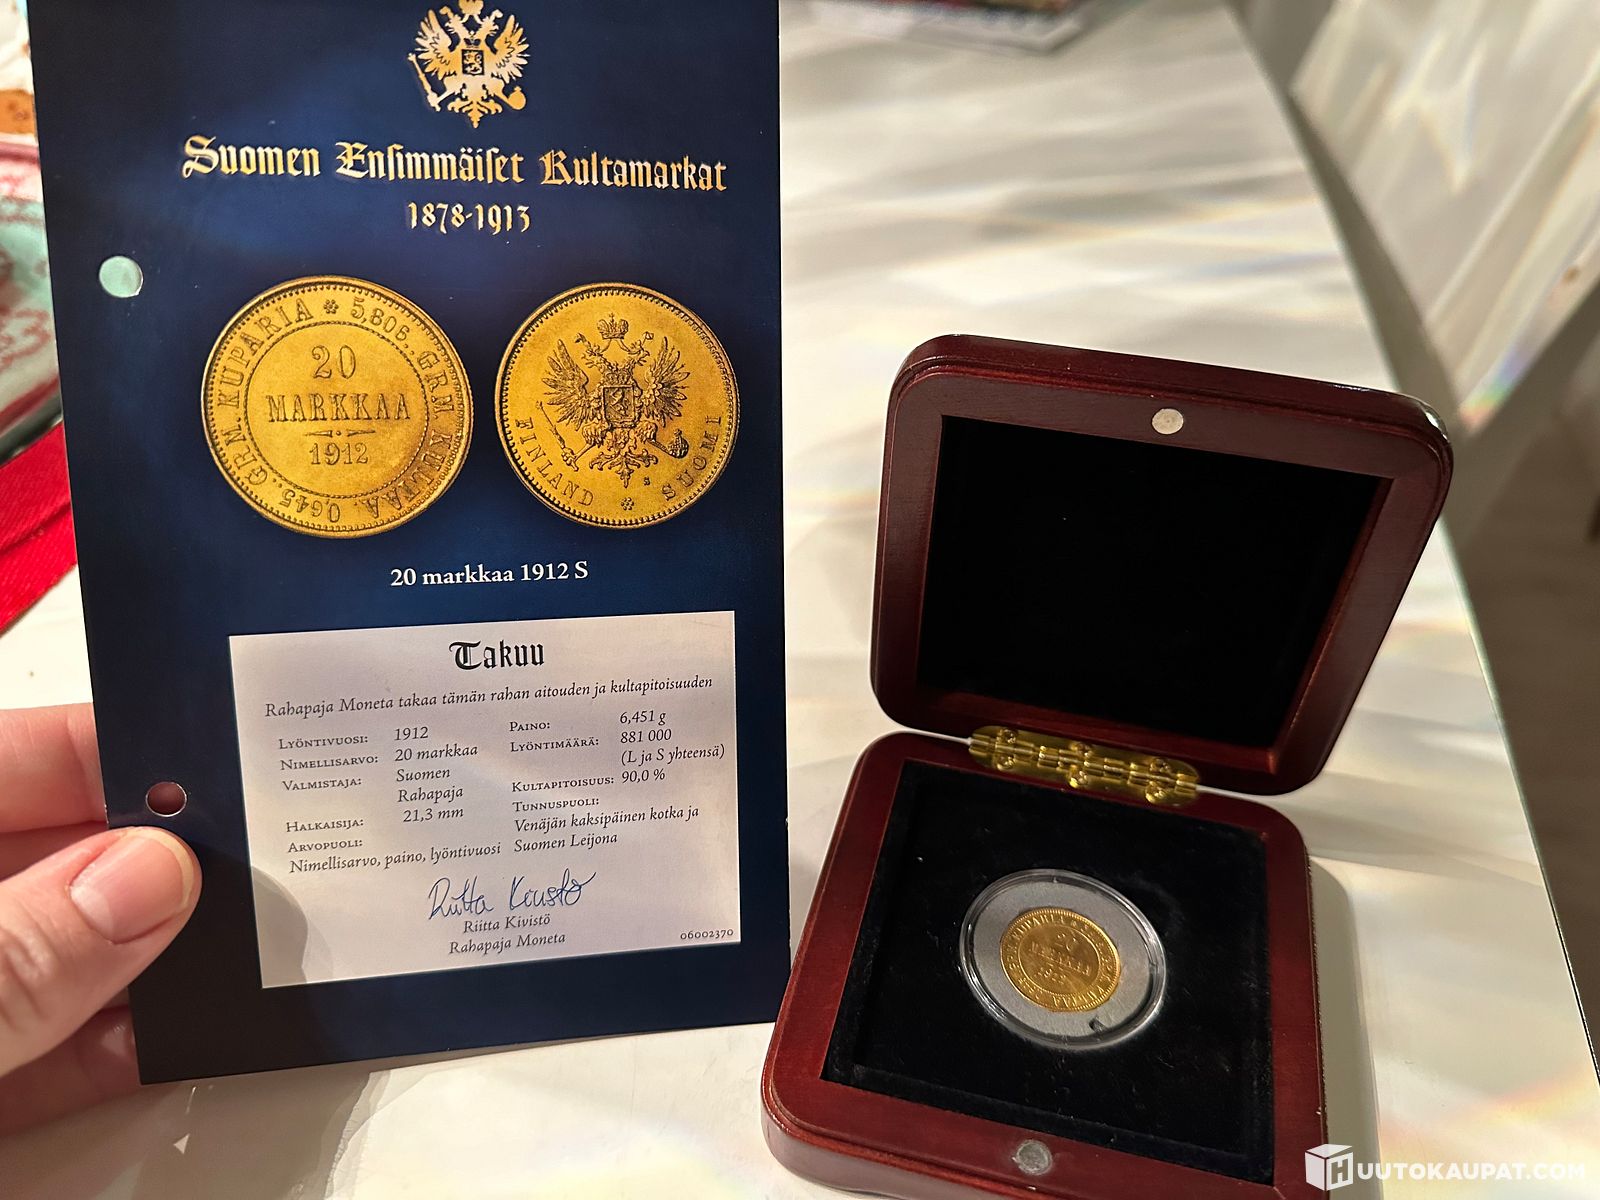 Suomen Ensimmäiset Kultamarkat
1878-1913
KUPARIA ✼ 5,806.. GRM KULTAA. 0,645.. GRM.
20
MARKKAA
1912
FINLAND ✼ SUOMI
S
20 markkaa 1912 S
Takuu
Rahapaja Moneta takaa tämän rahan aitouden ja kultapitoisuuden
Lyöntivuosi: 1912
Nimellisarvo: 20 markkaa
Valmistaja: Suomen
Rahapaja
Halkaisija: 21,3 mm
Arvopuoli:
Nimellisarvo, paino, lyöntivuosi
Paino: 6,451 g
Lyöntimäärä: 881 000
(L ja S yhteensä)
Kultapitoisuus: 90,0 %
Tunnuspuoli:
Venäjän kaksipäinen kotka ja
Suomen Leijona
Riitta Kivistö
Riitta Kivistö
Rahapaja Moneta
06002370
KUPARIA
20
MARKKAA
HUUTOKAUPAT.COM